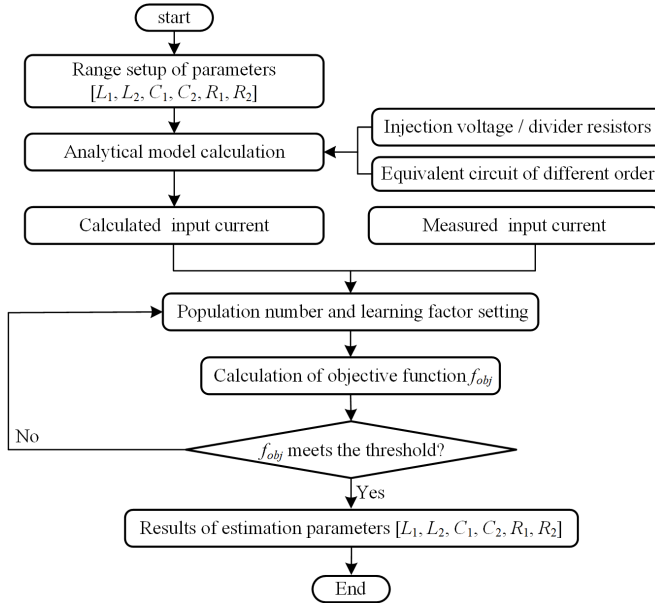 start
Range setup of parameters
[L₁, L₂, C₁, C₂, R₁, R₂]
Injection voltage / divider resistors
Analytical model calculation
Equivalent circuit of different order
Calculated input current
Measured input current
Population number and learning factor setting
Calculation of objective function f_obj
No
f_obj meets the threshold?
Yes
Results of estimation parameters [L₁, L₂, C₁, C₂, R₁, R₂]
End